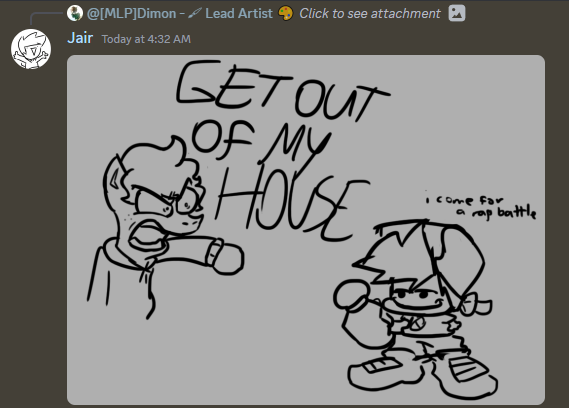 @[MLP]Dimon - 🖌 Lead Artist 🎨 Click to see attachment
Jair Today at 4:32 AM
GET OUT
OF MY
HOUSE
i come for
a rap battle